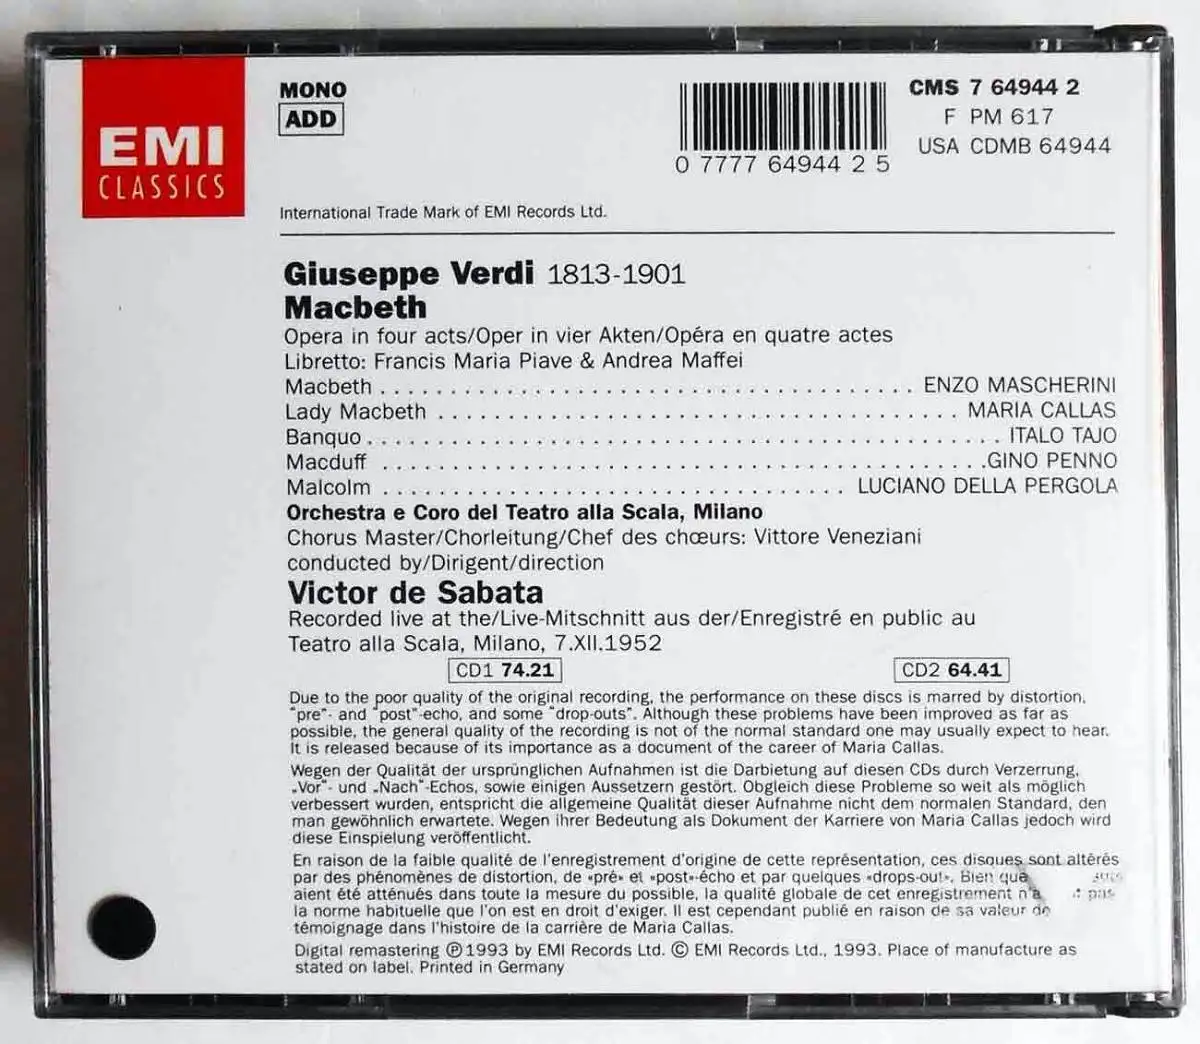 EMI
CLASSICS
MONO
ADD
CMS 7 64944 2
F PM 617
USA CDMB 64944
0 7777 64944 2 5
International Trade Mark of EMI Records Ltd.
Giuseppe Verdi 1813-1901
Macbeth
Opera in four acts/Oper in vier Akten/Opéra en quatre actes
Libretto: Francis Maria Piave & Andrea Maffei
Macbeth . . . . . . . . . . . . . . . . . . . . . . . . . . . . . . . . . . . . . . . ENZO MASCHERINI
Lady Macbeth . . . . . . . . . . . . . . . . . . . . . . . . . . . . . . . . . . . . . . MARIA CALLAS
Banquo . . . . . . . . . . . . . . . . . . . . . . . . . . . . . . . . . . . . . . . . . . . . . . ITALO TAJO
Macduff . . . . . . . . . . . . . . . . . . . . . . . . . . . . . . . . . . . . . . . . . . . .GINO PENNO
Malcolm . . . . . . . . . . . . . . . . . . . . . . . . . . . . . . . . . . LUCIANO DELLA PERGOLA
Orchestra e Coro del Teatro alla Scala, Milano
Chorus Master/Chorleitung/Chef des chœurs: Vittore Veneziani
conducted by/Dirigent/direction
Victor de Sabata
Recorded live at the/Live-Mitschnitt aus der/Enregistré en public au
Teatro alla Scala, Milano, 7.XII.1952
CD1 74.21 CD2 64.41
Due to the poor quality of the original recording, the performance on these discs is marred by distortion,
"pre"- and "post"-echo, and some "drop-outs". Although these problems have been improved as far as
possible, the general quality of the recording is not of the normal standard one may usually expect to hear.
It is released because of its importance as a document of the career of Maria Callas.
Wegen der Qualität der ursprünglichen Aufnahmen ist die Darbietung auf diesen CDs durch Verzerrung,
„Vor"- und „Nach"-Echos, sowie einigen Aussetzern gestört. Obgleich diese Probleme so weit als möglich
verbessert wurden, entspricht die allgemeine Qualität dieser Aufnahme nicht dem normalen Standard, den
man gewöhnlich erwartete. Wegen ihrer Bedeutung als Dokument der Karriere von Maria Callas jedoch wird
diese Einspielung veröffentlicht.
En raison de la faible qualité de l'enregistrement d'origine de cette représentation, ces disques sont altérés
par des phénomènes de distortion, de «pré» et «post»-écho et par quelques «drops-out». Bien que
aient été atténués dans toute la mesure du possible, la qualité globale de cet enregistrement n'a pas
la norme habituelle que l'on est en droit d'exiger. Il est cependant publié en raison de sa valeur de
témoignage dans l'histoire de la carrière de Maria Callas.
Digital remastering ℗1993 by EMI Records Ltd. © EMI Records Ltd., 1993. Place of manufacture as
stated on label. Printed in Germany